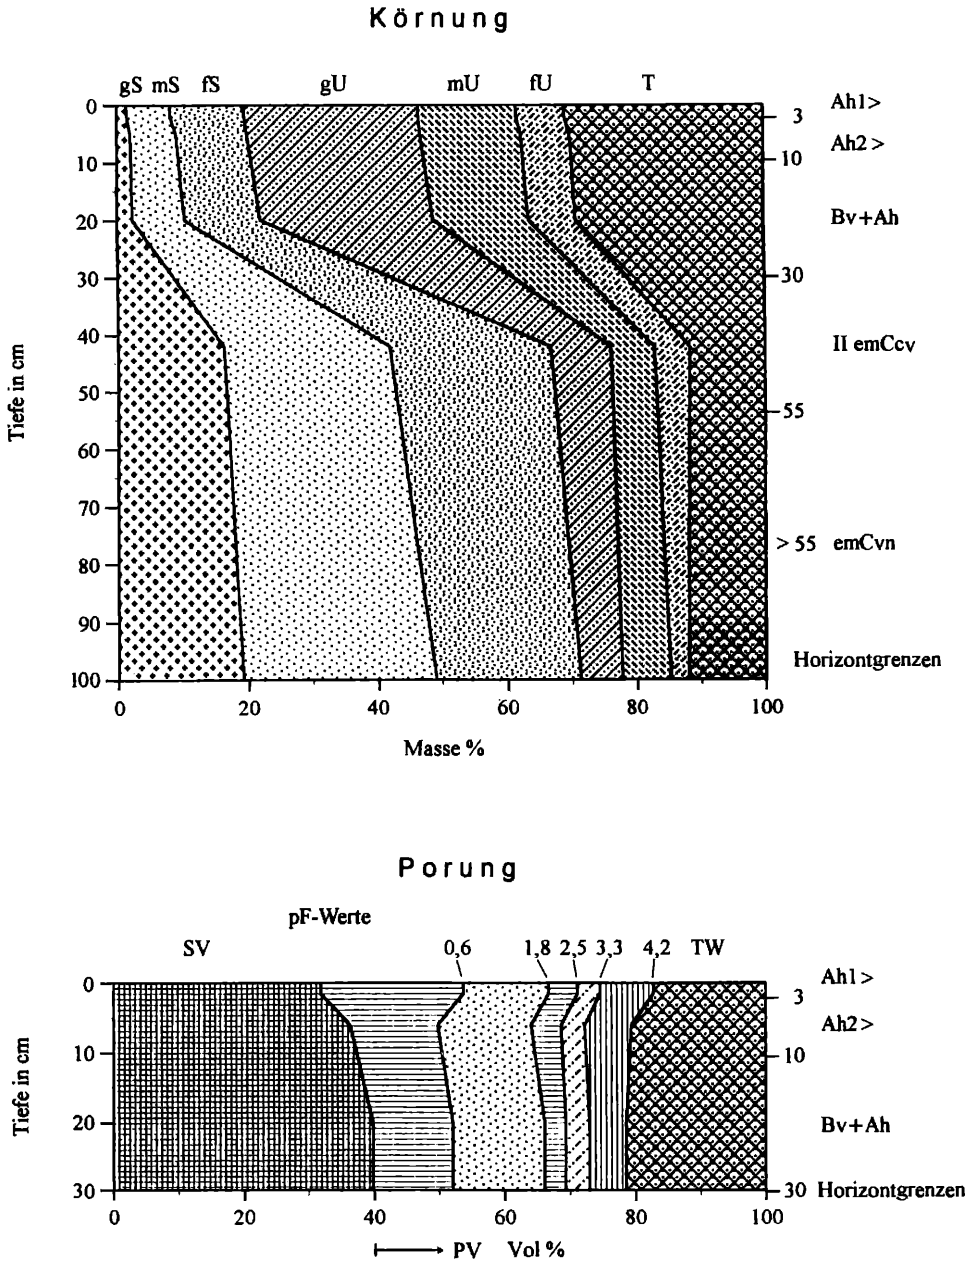 Körnung
gS mS fS gU mU fU T
0
10
20
30
40
50
60
70
80
90
100
Tiefe in cm
0 20 40 60 80 100
Masse %
Ah1>
3
Ah2>
10
Bv+Ah
30
II emCcv
55
> 55 emCvn
Horizontgrenzen
Porung
pF-Werte
SV 0,6 1,8 2,5 3,3 4,2 TW
0
10
20
30
Tiefe in cm
0 20 40 60 80 100
PV Vol %
Ah1>
3
Ah2>
10
Bv+Ah
30 Horizontgrenzen